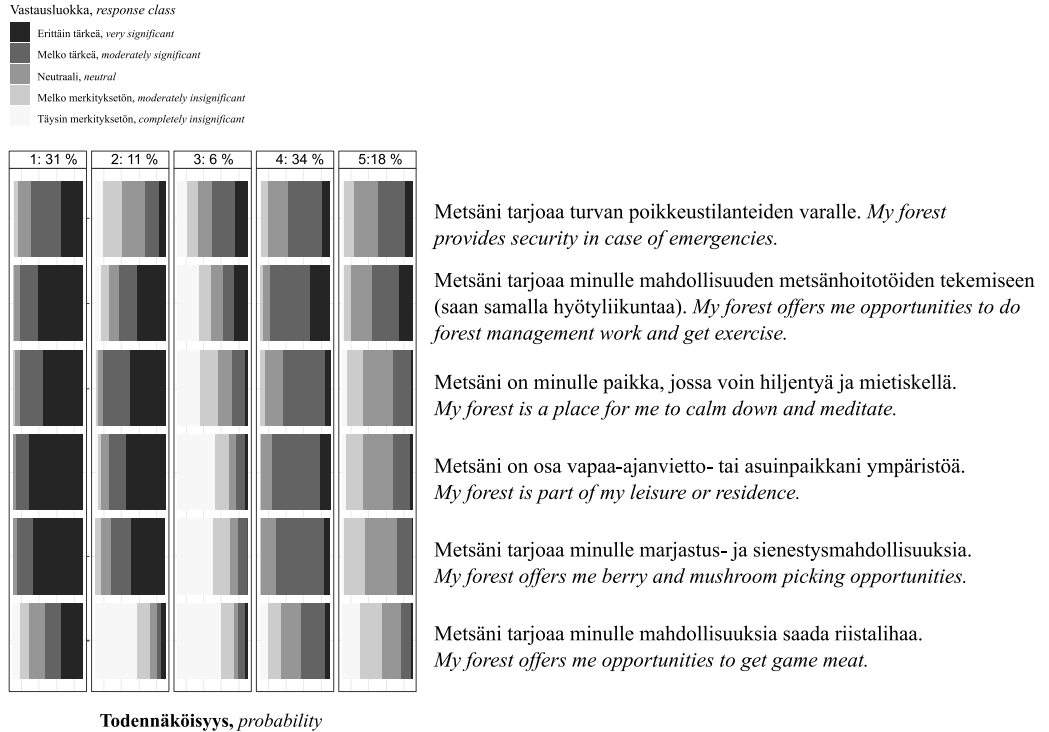 Vastausluokka, response class
Erittäin tärkeä, very significant
Melko tärkeä, moderately significant
Neutraali, neutral
Melko merkityksetön, moderately insignificant
Täysin merkityksetön, completely insignificant
1: 31 % 2: 11 % 3: 6 % 4: 34 % 5:18 %
Metsäni tarjoaa turvan poikkeustilanteiden varalle. My forest
provides security in case of emergencies.
Metsäni tarjoaa minulle mahdollisuuden metsänhoitotöiden tekemiseen
(saan samalla hyötyliikuntaa). My forest offers me opportunities to do
forest management work and get exercise.
Metsäni on minulle paikka, jossa voin hiljentyä ja mietiskellä.
My forest is a place for me to calm down and meditate.
Metsäni on osa vapaa-ajanvietto- tai asuinpaikkani ympäristöä.
My forest is part of my leisure or residence.
Metsäni tarjoaa minulle marjastus- ja sienestysmahdollisuuksia.
My forest offers me berry and mushroom picking opportunities.
Metsäni tarjoaa minulle mahdollisuuksia saada riistalihaa.
My forest offers me opportunities to get game meat.
Todennäköisyys, probability